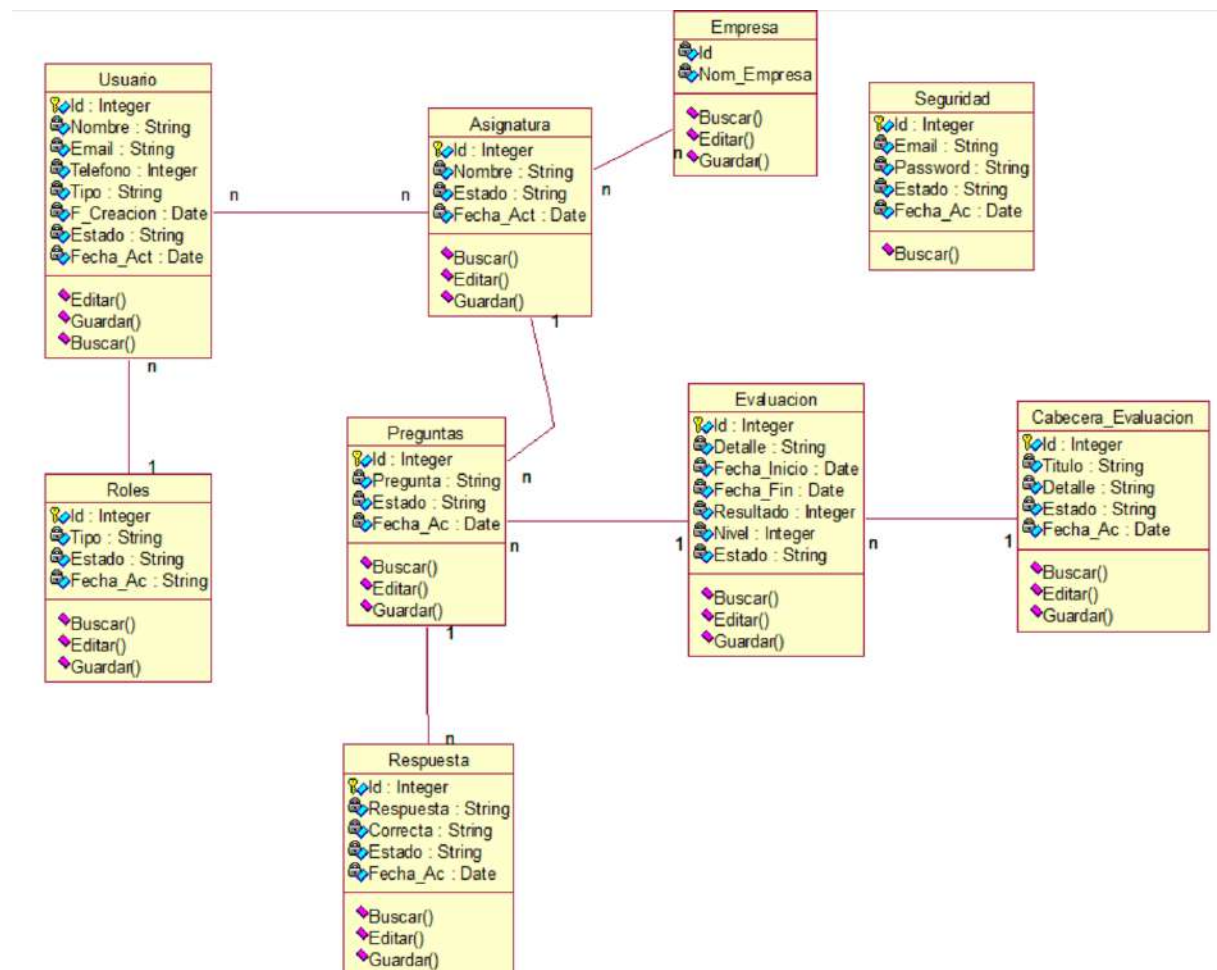 Usuario
Id : Integer
Nombre : String
Email : String
Telefono : Integer
Tipo : String
F_Creacion : Date
Estado : String
Fecha_Act : Date
Editar()
Guardar()
Buscar()
n
n
n
1
Roles
Id : Integer
Tipo : String
Estado : String
Fecha_Ac : String
Buscar()
Editar()
Guardar()
Asignatura
Id : Integer
Nombre : String
Estado : String
Fecha_Act : Date
Buscar()
Editar()
Guardar()
n
n
1
n
Empresa
Id
Nom_Empresa
Buscar()
Editar()
Guardar()
Seguridad
Id : Integer
Email : String
Password : String
Estado : String
Fecha_Ac : Date
Buscar()
Preguntas
Id : Integer
Pregunta : String
Estado : String
Fecha_Ac : Date
Buscar()
Editar()
Guardar()
n
1
1
n
Evaluacion
Id : Integer
Detalle : String
Fecha_Inicio : Date
Fecha_Fin : Date
Resultado : Integer
Nivel : Integer
Estado : String
Buscar()
Editar()
Guardar()
n
1
Cabecera_Evaluacion
Id : Integer
Titulo : String
Detalle : String
Estado : String
Fecha_Ac : Date
Buscar()
Editar()
Guardar()
Respuesta
Id : Integer
Respuesta : String
Correcta : String
Estado : String
Fecha_Ac : Date
Buscar()
Editar()
Guardar()